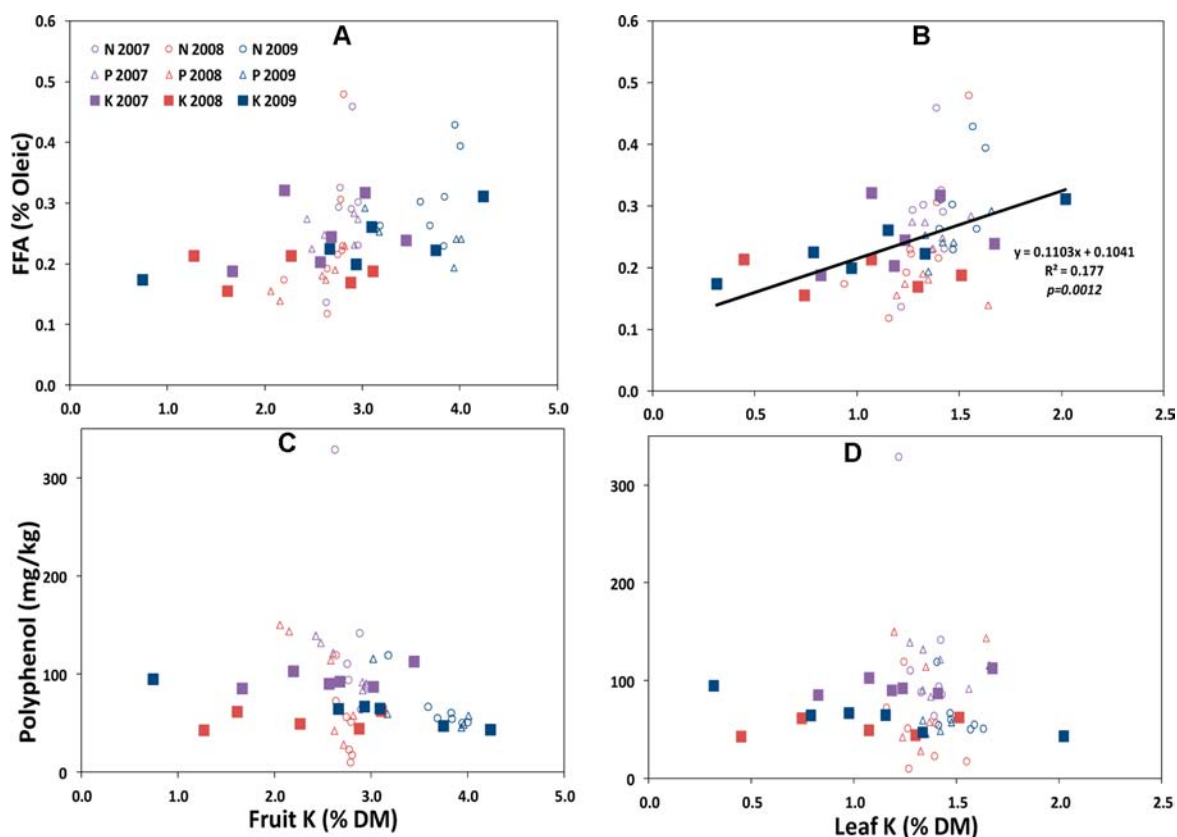 A
B
N 2007 N 2008 N 2009
P 2007 P 2008 P 2009
K 2007 K 2008 K 2009
FFA (% Oleic)
0.6
0.5
0.4
0.3
0.2
0.1
0.0
0.0 1.0 2.0 3.0 4.0 5.0
0.6
0.5
0.4
0.3
0.2
0.1
0.0
y = 0.1103x + 0.1041
R² = 0.177
p=0.0012
0.0 0.5 1.0 1.5 2.0 2.5
C
D
Polyphenol (mg/kg)
300
200
100
0
0.0 1.0 2.0 3.0 4.0 5.0
Fruit K (% DM)
300
200
100
0
0.0 0.5 1.0 1.5 2.0 2.5
Leaf K (% DM)